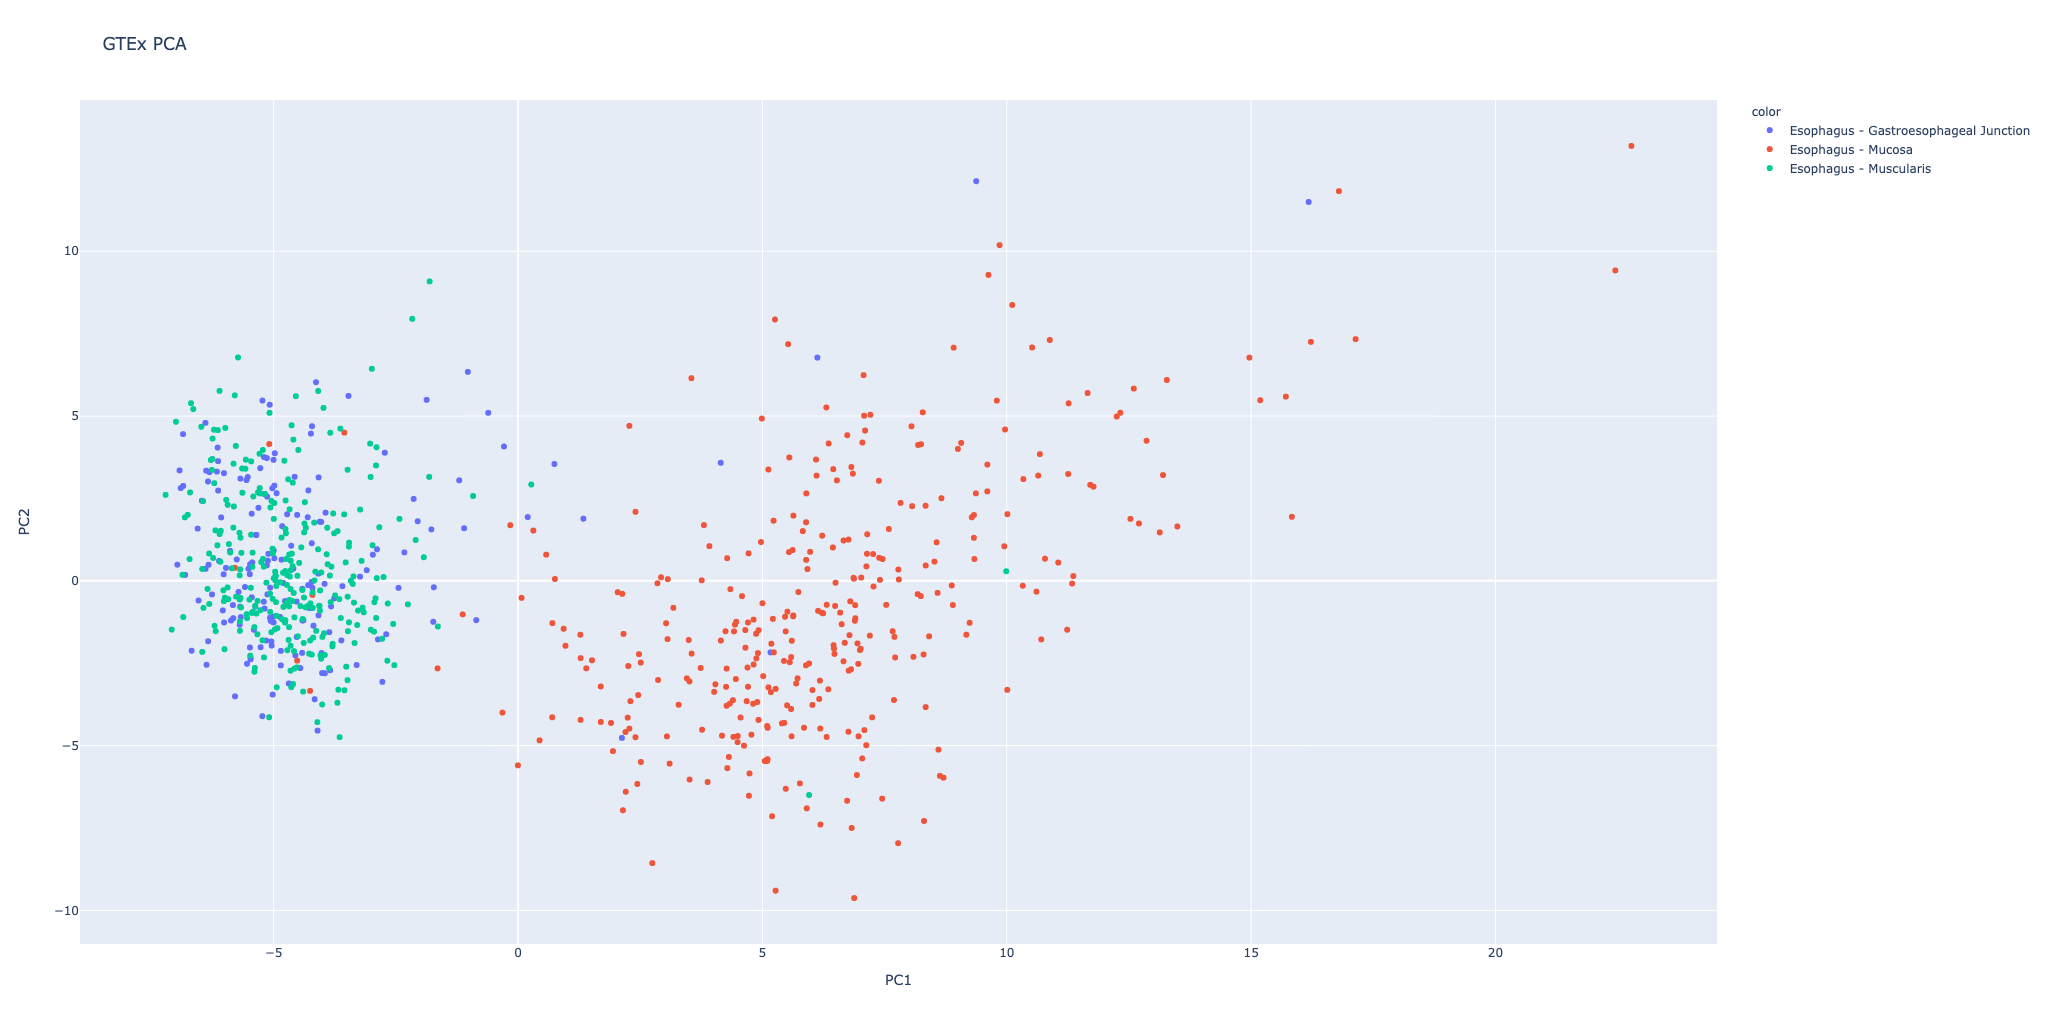 GTEx PCA
color
Esophagus - Gastroesophageal Junction
Esophagus - Mucosa
Esophagus - Muscularis
PC2
10
5
0
−5
−10
−5
0
5
10
15
20
PC1